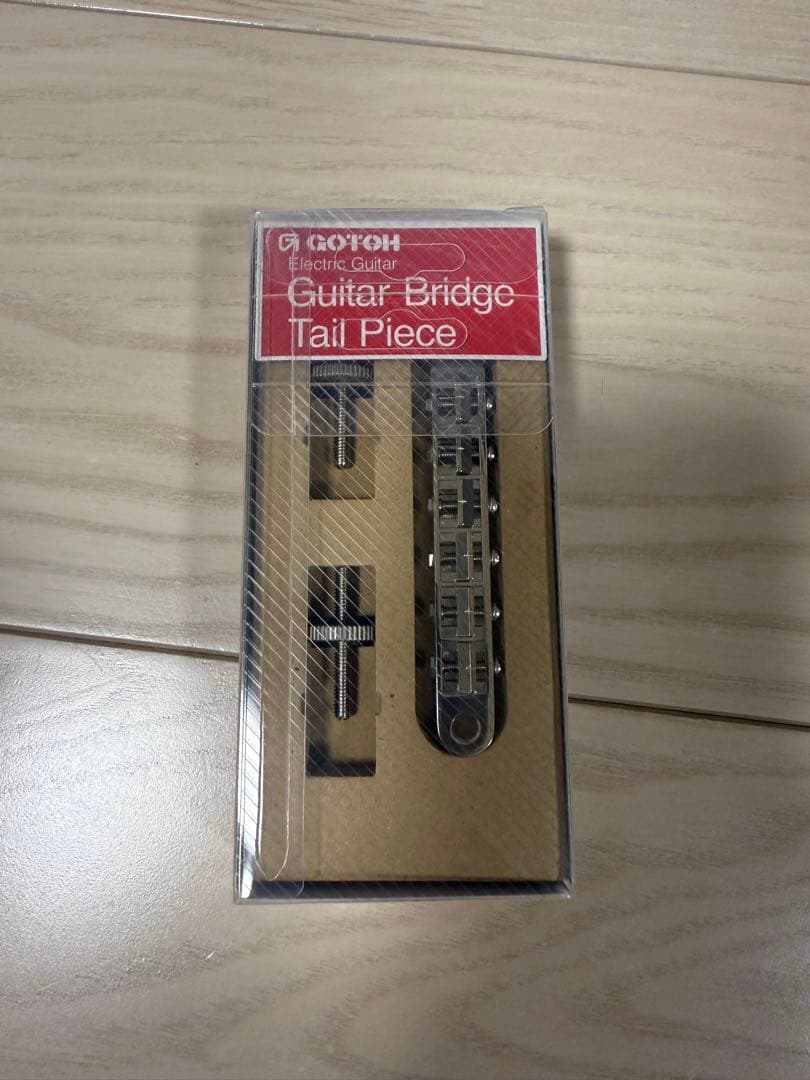 GOTOH
Electric Guitar
Guitar Bridge
Tail Piece